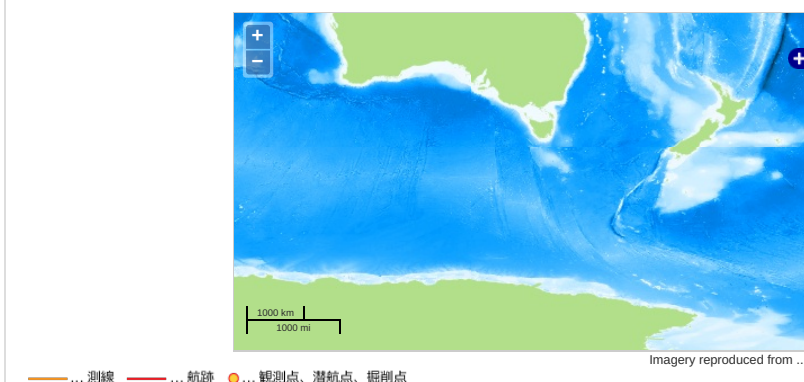 +
−
+
1000 km
1000 mi
Imagery reproduced from ...
... 測線 ... 航跡 ... 観測点、潜航点、掘削点